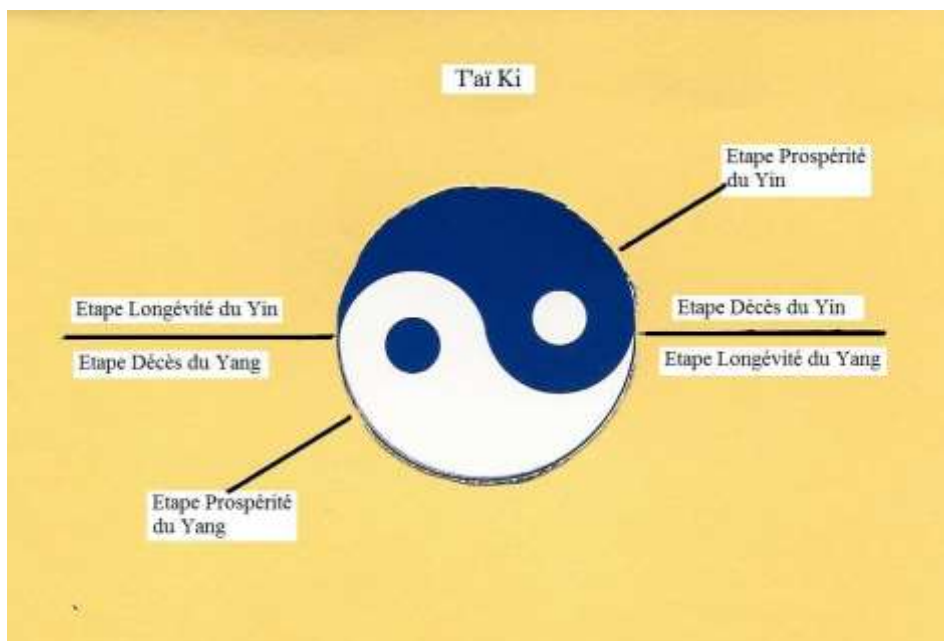 T'aï Ki
Etape Prospérité
du Yin
Etape Longévité du Yin
Etape Décès du Yin
Etape Décès du Yang
Etape Longévité du Yang
Etape Prospérité
du Yang